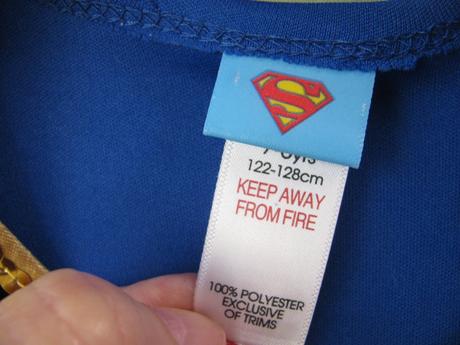 S
122-128cm
KEEP AWAY
FROM FIRE
100% POLYESTER
EXCLUSIVE
OF TRIMS